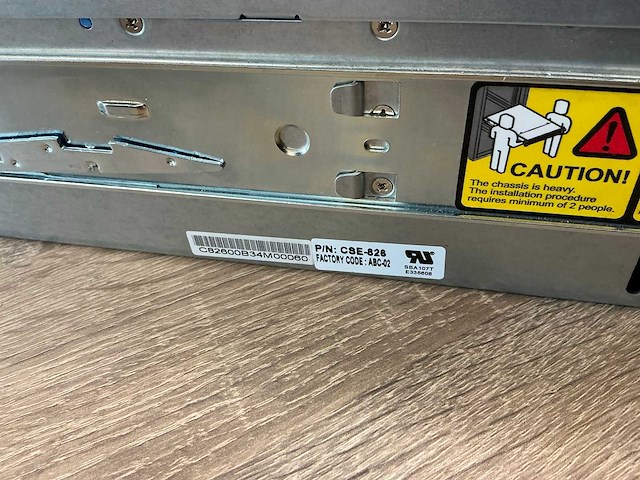 CAUTION!
The chassis is heavy.
The installation procedure
requires minimum of 2 people.
C82600B34M00060
P/N: CSE-826
FACTORY CODE : ABC-02
SBA107T
E335608